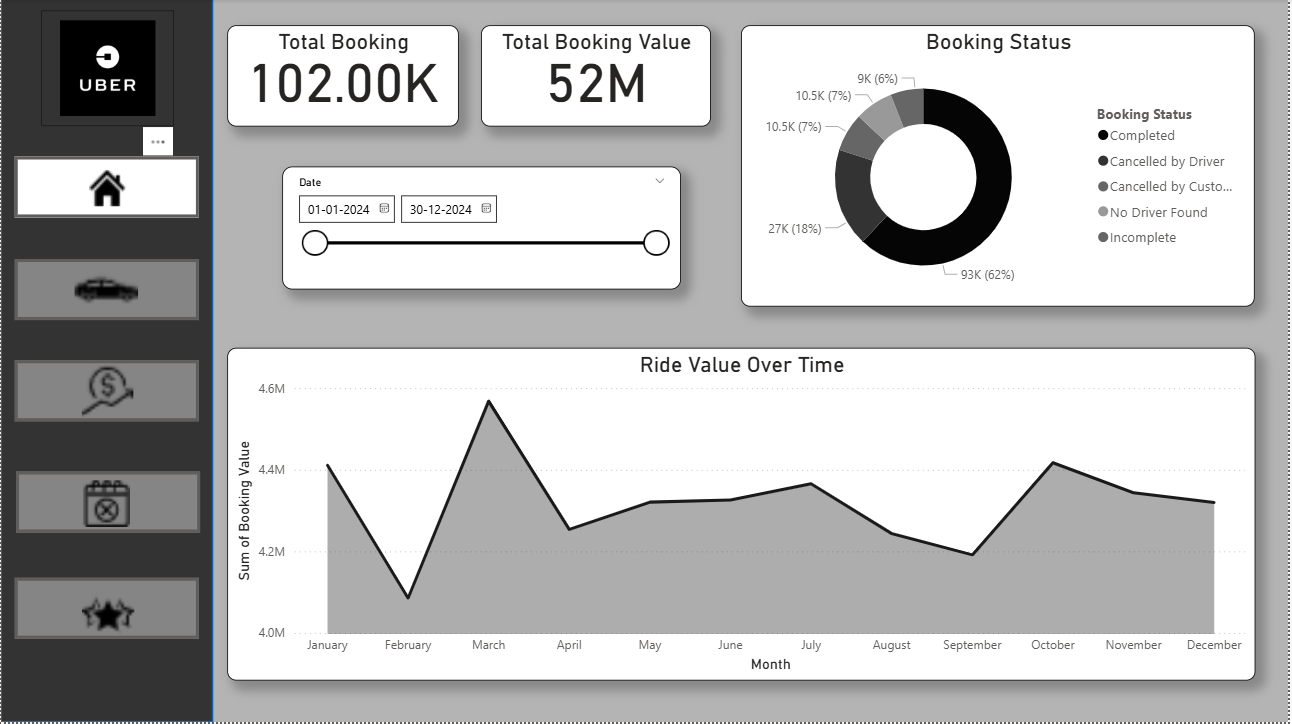 UBER
Total Booking
102.00K
Total Booking Value
52M
Date
01-01-2024
30-12-2024
Booking Status
9K (6%)
10.5K (7%)
10.5K (7%)
27K (18%)
93K (62%)
Booking Status
Completed
Cancelled by Driver
Cancelled by Custo...
No Driver Found
Incomplete
Ride Value Over Time
Sum of Booking Value
4.6M
4.4M
4.2M
4.0M
January February March April May June July August September October November December
Month